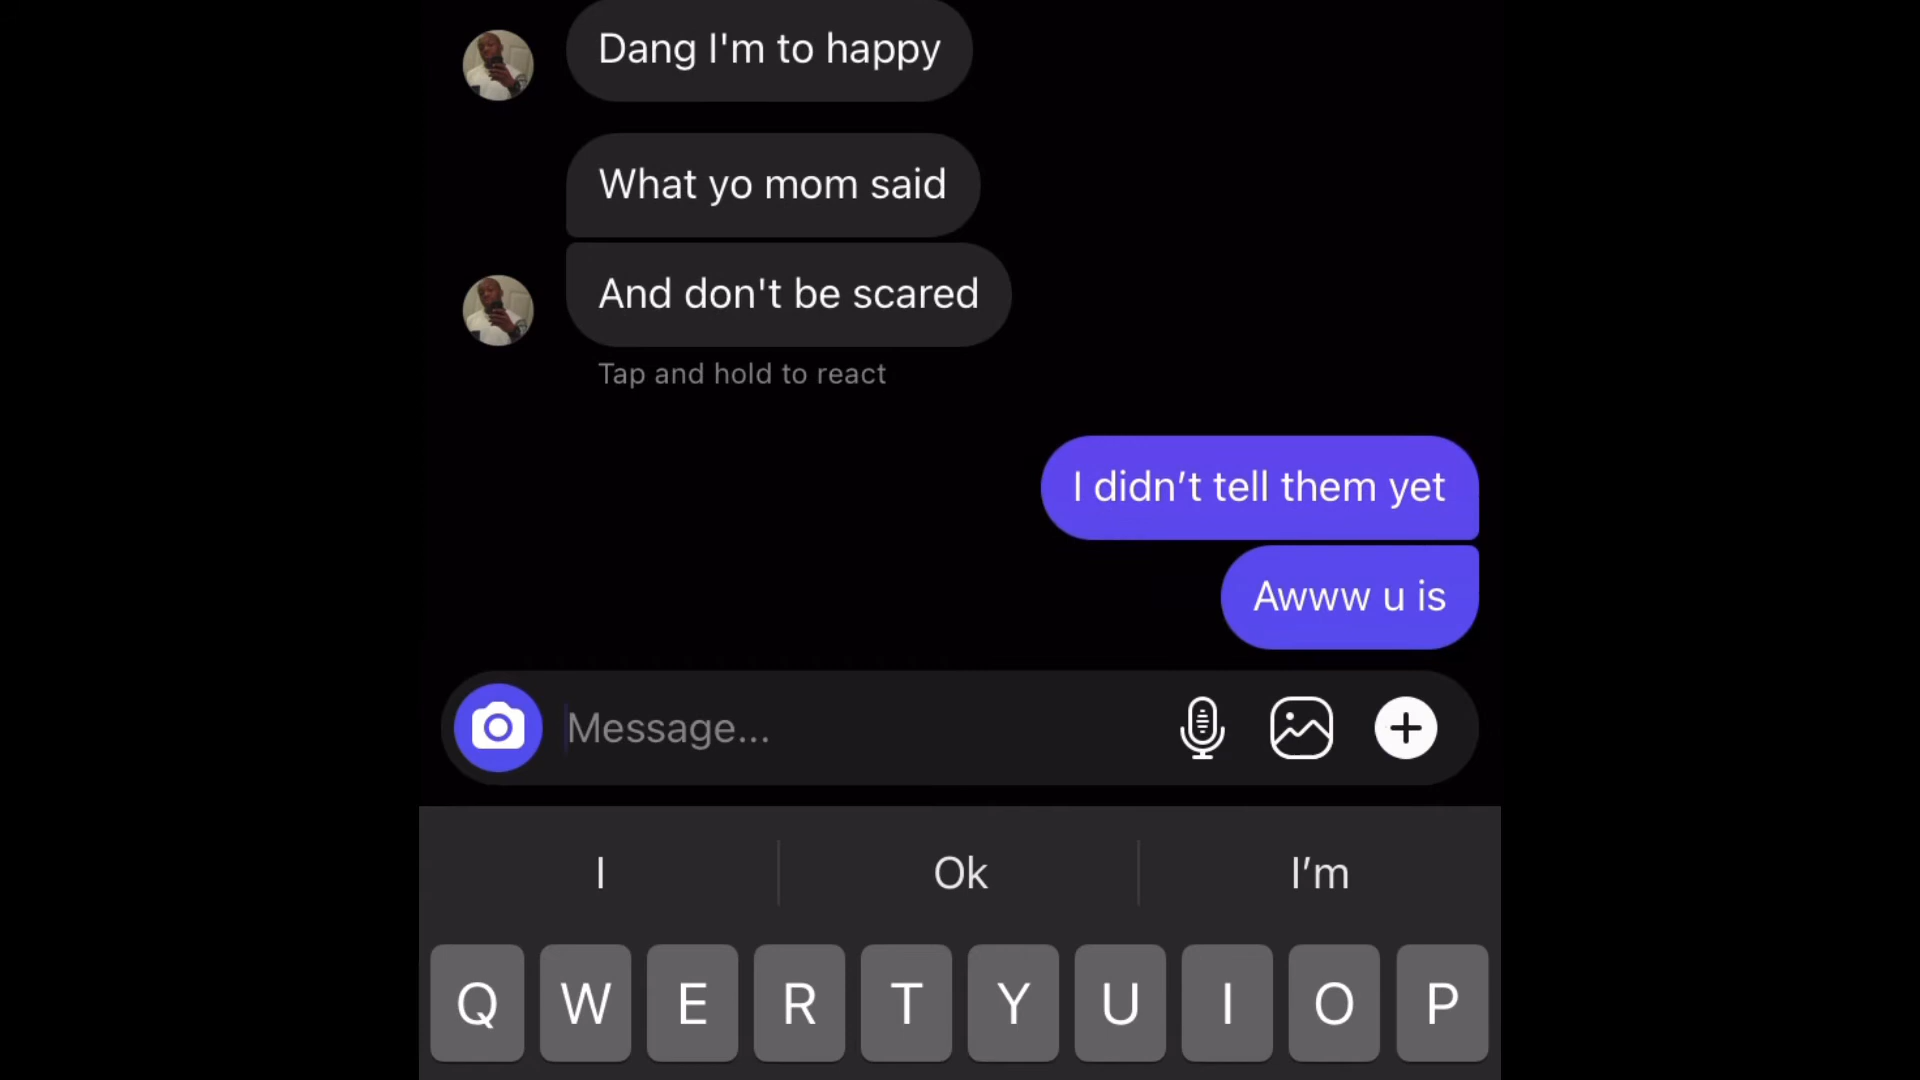 Dang I'm to happy
What yo mom said
And don't be scared
Tap and hold to react
I didn’t tell them yet
Awww u is
Message...
I Ok I’m
Q W E R T Y U I O P